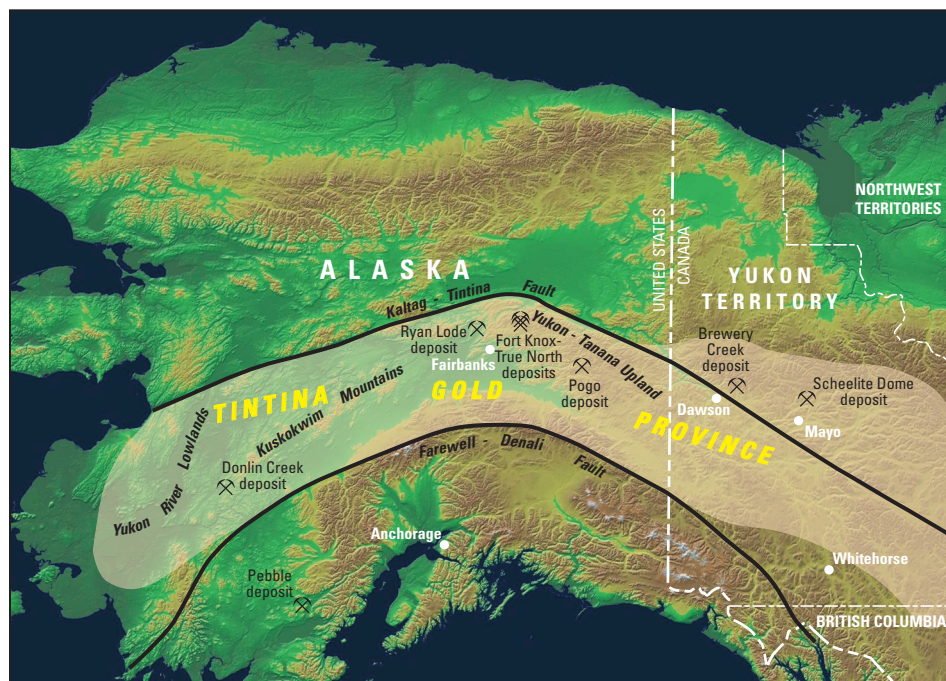 NORTHWEST
TERRITORIES
ALASKA
UNITED STATES
CANADA
YUKON
TERRITORY
Kaltag - Tintina Fault
Ryan Lode
deposit
Fort Knox-
True North
deposits
Fairbanks
Yukon - Tanana Upland
Pogo
deposit
Brewery
Creek
deposit
Scheelite Dome
deposit
Dawson
Mayo
TINTINA
GOLD
PROVINCE
Kuskokwim Mountains
Yukon River Lowlands
Donlin Creek
deposit
Farewell - Denali Fault
Anchorage
Whitehorse
Pebble
deposit
BRITISH COLUMBIA